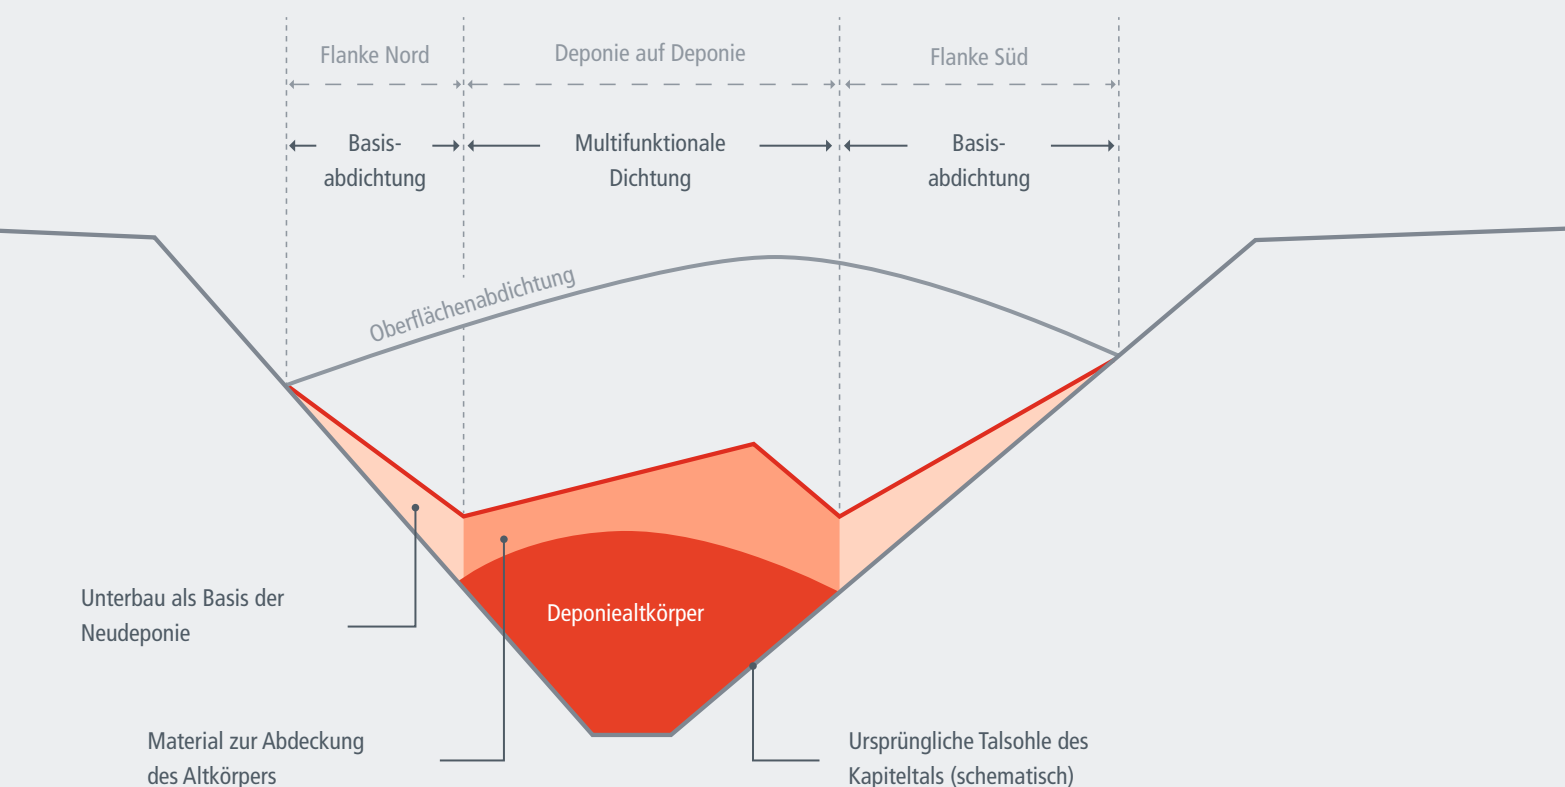 Flanke Nord
Deponie auf Deponie
Flanke Süd
Basis-
abdichtung
Multifunktionale
Dichtung
Basis-
abdichtung
Oberflächenabdichtung
Unterbau als Basis der
Neudeponie
Deponiealtkörper
Material zur Abdeckung
des Altkörpers
Ursprüngliche Talsohle des
Kapiteltals (schematisch)